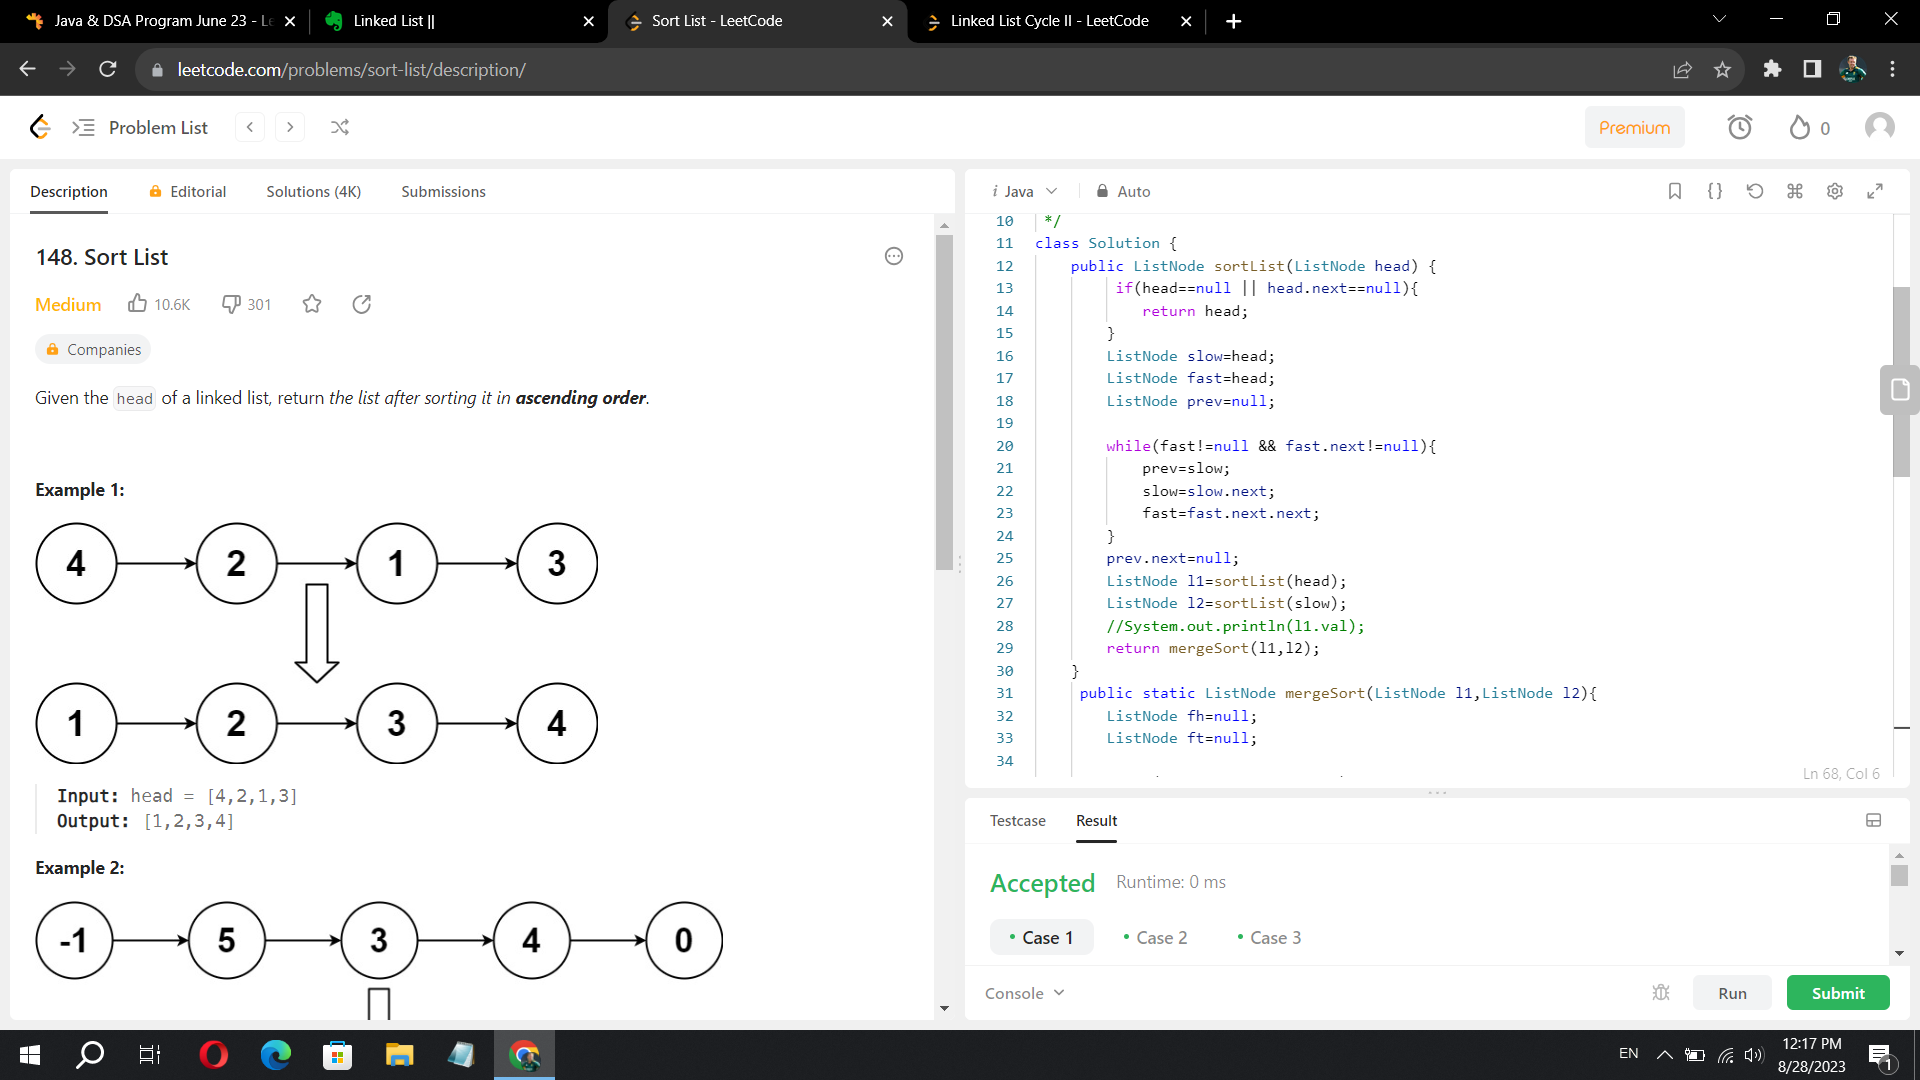 Java & DSA Program June 23 - Le
Linked List ||
Sort List - LeetCode
Linked List Cycle II - LeetCode
leetcode.com/problems/sort-list/description/
Problem List
Premium
0
Description
Editorial
Solutions (4K)
Submissions
148. Sort List
Medium
10.6K
301
Companies
Given the head of a linked list, return the list after sorting it in ascending order.
Example 1:
4 2 1 3
1 2 3 4
Input: head = [4,2,1,3]
Output: [1,2,3,4]
Example 2:
-1 5 3 4 0
i Java
Auto
10 */
11 class Solution {
12 public ListNode sortList(ListNode head) {
13 if(head==null || head.next==null){
14 return head;
15 }
16 ListNode slow=head;
17 ListNode fast=head;
18 ListNode prev=null;
19
20 while(fast!=null && fast.next!=null){
21 prev=slow;
22 slow=slow.next;
23 fast=fast.next.next;
24 }
25 prev.next=null;
26 ListNode l1=sortList(head);
27 ListNode l2=sortList(slow);
28 //System.out.println(l1.val);
29 return mergeSort(l1,l2);
30 }
31 public static ListNode mergeSort(ListNode l1,ListNode l2){
32 ListNode fh=null;
33 ListNode ft=null;
34
Ln 68, Col 6
Testcase
Result
Accepted
Runtime: 0 ms
Case 1
Case 2
Case 3
Console
Run
Submit
EN
12:17 PM
8/28/2023
1